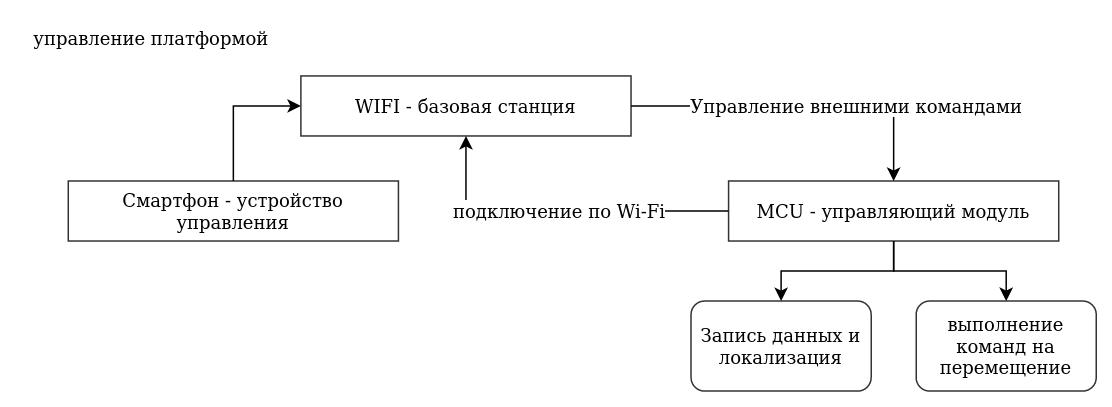 управление платформой
WIFI - базовая станция
Управление внешними командами
Смартфон - устройство
управления
подключение по Wi-Fi
MCU - управляющий модуль
Запись данных и
локализация
выполнение
команд на
перемещение